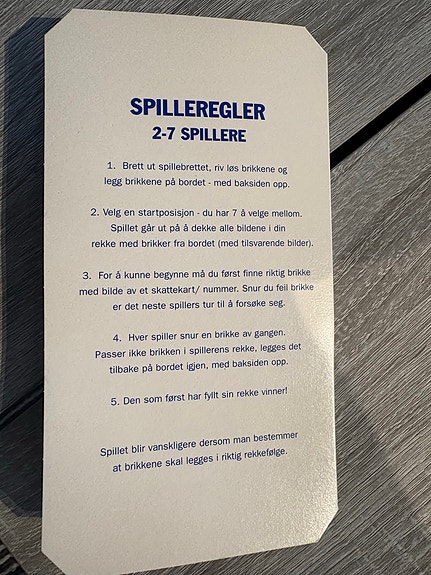 SPILLEREGLER
2-7 SPILLERE
1. Brett ut spillebrettet, riv løs brikkene og
legg brikkene på bordet - med baksiden opp.
2. Velg en startposisjon - du har 7 å velge mellom.
Spillet går ut på å dekke alle bildene i din
rekke med brikker fra bordet (med tilsvarende bilder).
3. For å kunne begynne må du først finne riktig brikke
med bilde av et skattekart/ nummer. Snur du feil brikke
er det neste spillers tur til å forsøke seg.
4. Hver spiller snur en brikke av gangen.
Passer ikke brikken i spillerens rekke, legges det
tilbake på bordet igjen, med baksiden opp.
5. Den som først har fyllt sin rekke vinner!
Spillet blir vanskligere dersom man bestemmer
at brikkene skal legges i riktig rekkefølge.